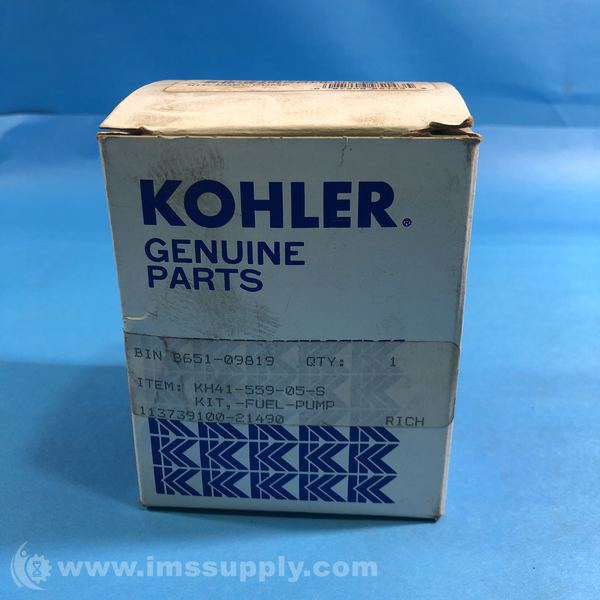 KOHLER®
GENUINE
PARTS
BIN B651-09819 QTY: 1
ITEM: KH41-559-05-S
KIT,-FUEL-PUMP
113739100-21490 RICH
www.imssupply.com